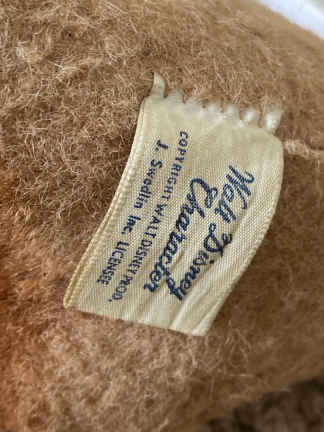 Walt Disney
Character
COPYRIGHT WALT DISNEY PROD.
J. Swedlin Inc. LICENSEE